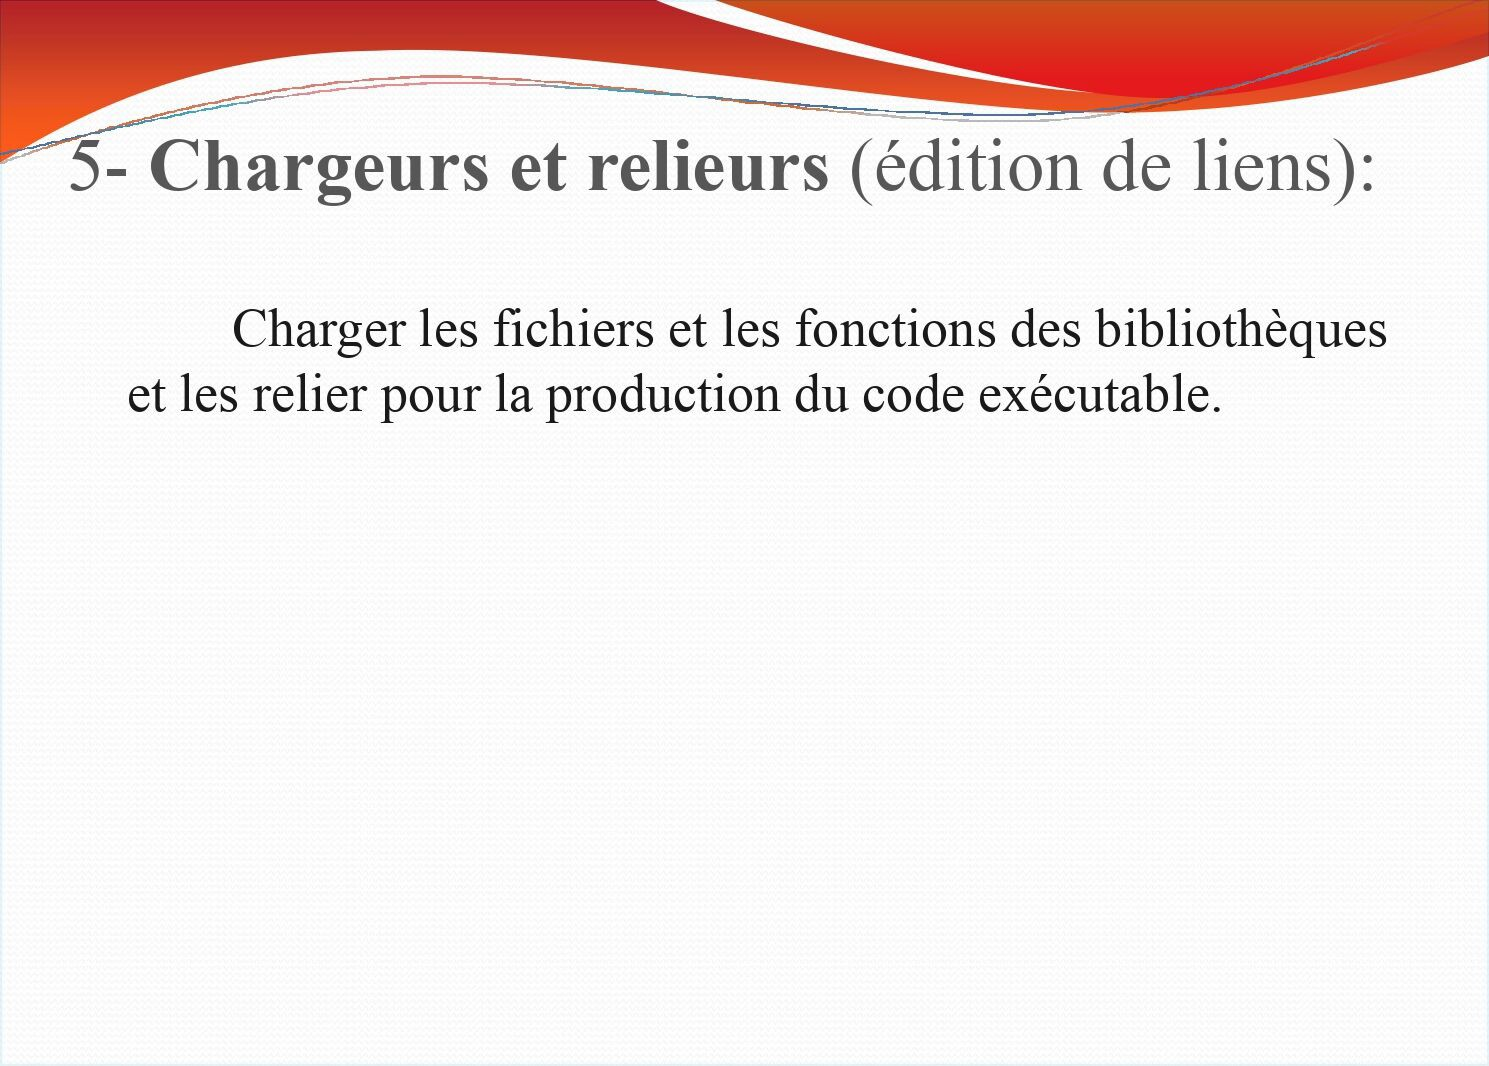 5- Chargeurs et relieurs (édition de liens):
Charger les fichiers et les fonctions des bibliothèques
et les relier pour la production du code exécutable.